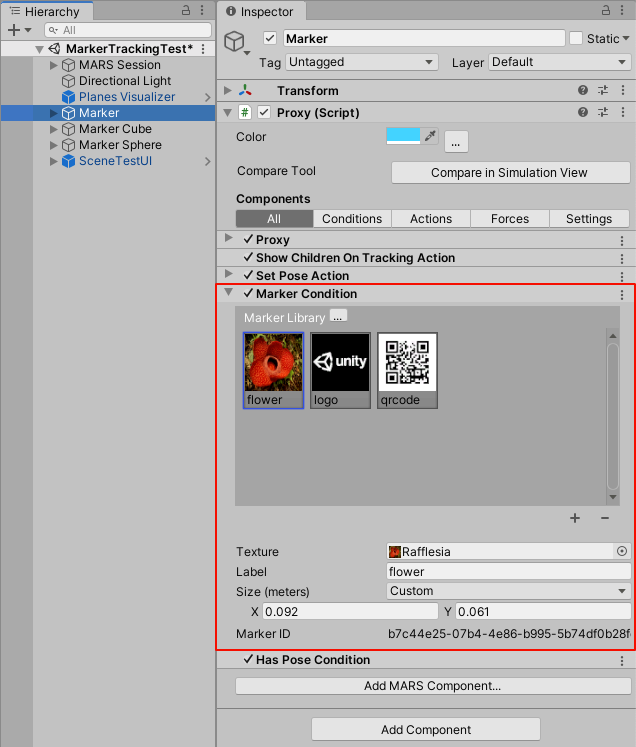 Hierarchy
All
MarkerTrackingTest*
MARS Session
Directional Light
Planes Visualizer
Marker
Marker Cube
Marker Sphere
SceneTestUI
Inspector
Marker Static
Tag Untagged Layer Default
Transform
# Proxy (Script)
Color ...
Compare Tool Compare in Simulation View
Components
All Conditions Actions Forces Settings
Proxy
Show Children On Tracking Action
Set Pose Action
Marker Condition
Marker Library ...
unity
flower logo qrcode
Texture Rafflesia
Label flower
Size (meters) Custom
X 0.092 Y 0.061
Marker ID b7c44e25-07b4-4e86-b995-5b74df0b28f
Has Pose Condition
Add MARS Component...
Add Component